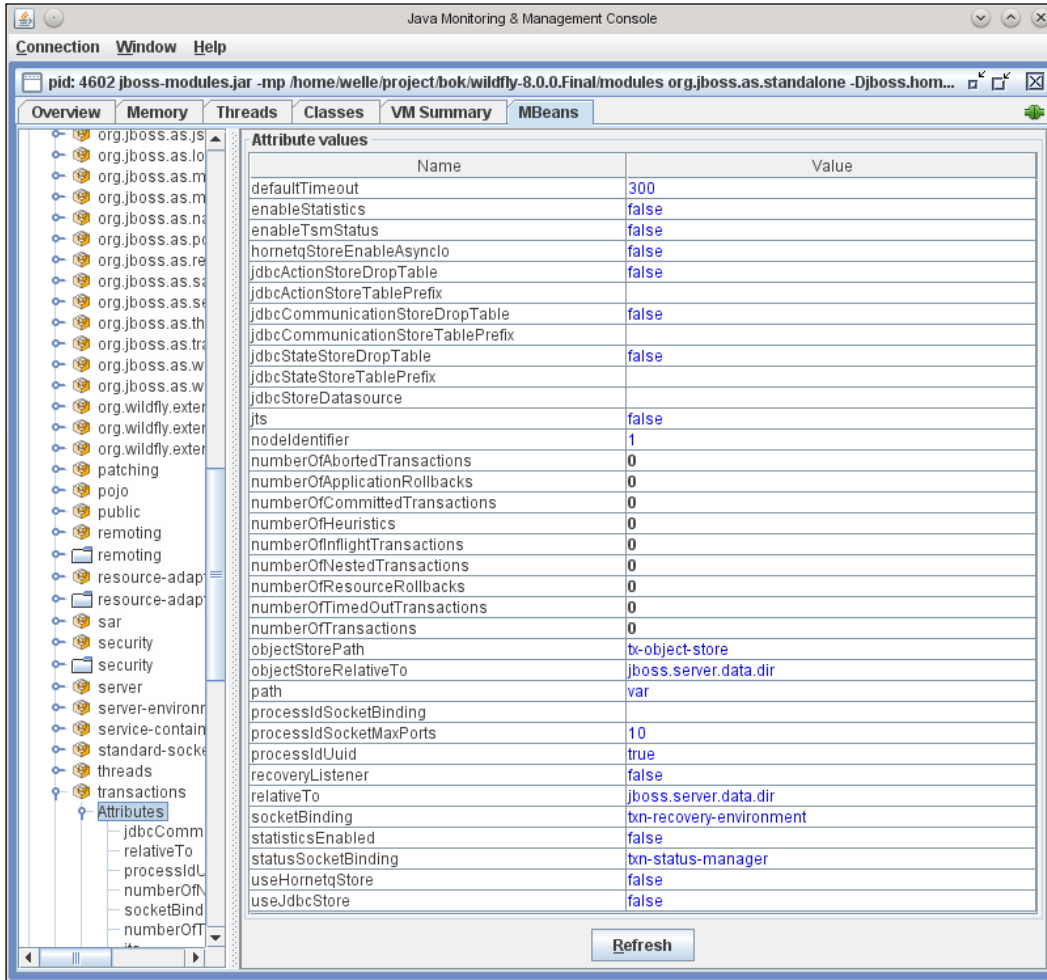 Java Monitoring & Management Console
Connection Window Help
pid: 4602 jboss-modules.jar -mp /home/welle/project/bok/wildfly-8.0.0.Final/modules org.jboss.as.standalone -Djboss.hom...
Overview Memory Threads Classes VM Summary MBeans
org.jboss.as.js
org.jboss.as.lo
org.jboss.as.m
org.jboss.as.m
org.jboss.as.na
org.jboss.as.po
org.jboss.as.re
org.jboss.as.sa
org.jboss.as.se
org.jboss.as.th
org.jboss.as.tra
org.jboss.as.w
org.jboss.as.w
org.wildfly.exter
org.wildfly.exter
org.wildfly.exter
patching
pojo
public
remoting
remoting
resource-adap
resource-adap
sar
security
security
server
server-environr
service-contain
standard-socke
threads
transactions
Attributes
jdbcComm
relativeTo
processIdU
numberOfN
socketBind
numberOfT
Attribute values
Name Value
defaultTimeout 300
enableStatistics false
enableTsmStatus false
hornetqStoreEnableAsyncIo false
jdbcActionStoreDropTable false
jdbcActionStoreTablePrefix
jdbcCommunicationStoreDropTable false
jdbcCommunicationStoreTablePrefix
jdbcStateStoreDropTable false
jdbcStateStoreTablePrefix
jdbcStoreDatasource
jts false
nodeIdentifier 1
numberOfAbortedTransactions 0
numberOfApplicationRollbacks 0
numberOfCommittedTransactions 0
numberOfHeuristics 0
numberOfInflightTransactions 0
numberOfNestedTransactions 0
numberOfResourceRollbacks 0
numberOfTimedOutTransactions 0
numberOfTransactions 0
objectStorePath tx-object-store
objectStoreRelativeTo jboss.server.data.dir
path var
processIdSocketBinding
processIdSocketMaxPorts 10
processIdUuid true
recoveryListener false
relativeTo jboss.server.data.dir
socketBinding txn-recovery-environment
statisticsEnabled false
statusSocketBinding txn-status-manager
useHornetqStore false
useJdbcStore false
Refresh